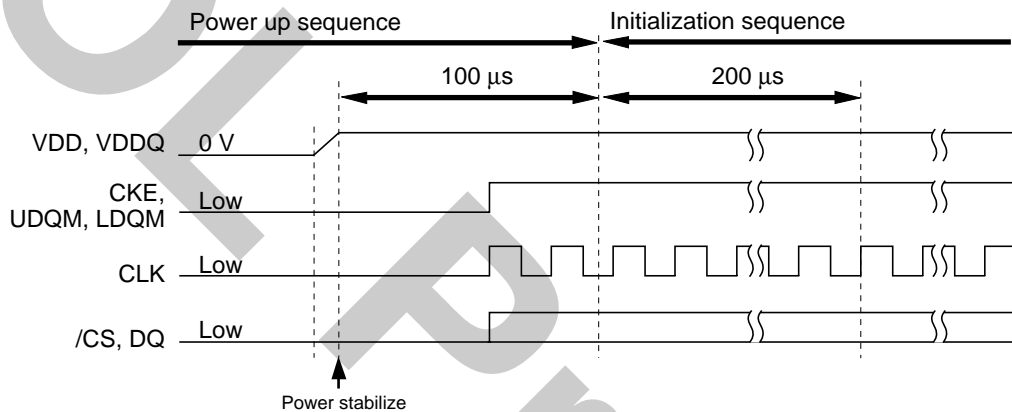 Power up sequence
Initialization sequence
100 μs
200 μs
VDD, VDDQ
0 V
CKE,
UDQM, LDQM
Low
CLK
Low
/CS, DQ
Low
Power stabilize